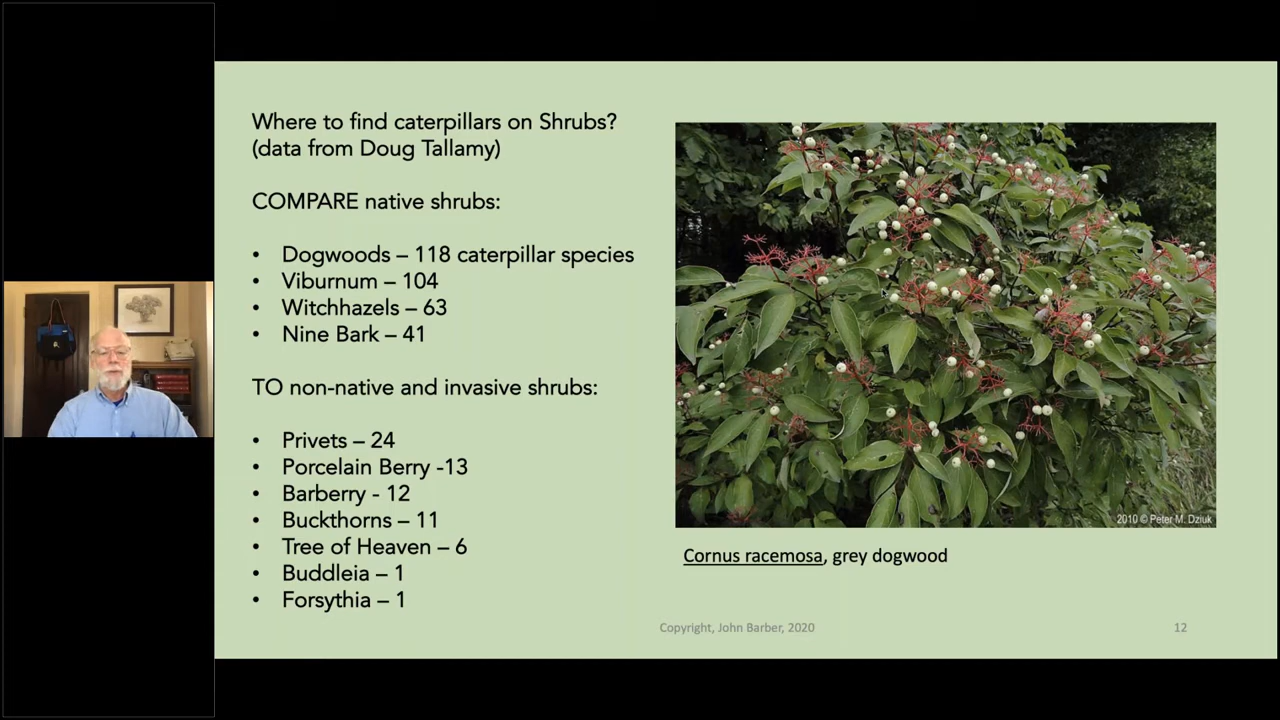 Where to find caterpillars on Shrubs?
(data from Doug Tallamy)
COMPARE native shrubs:
• Dogwoods – 118 caterpillar species
• Viburnum – 104
• Witchhazels – 63
• Nine Bark – 41
TO non-native and invasive shrubs:
• Privets – 24
• Porcelain Berry -13
• Barberry - 12
• Buckthorns – 11
• Tree of Heaven – 6
• Buddleia – 1
• Forsythia – 1
2010 © Peter M. Dziuk
Cornus racemosa, grey dogwood
Copyright, John Barber, 2020
12